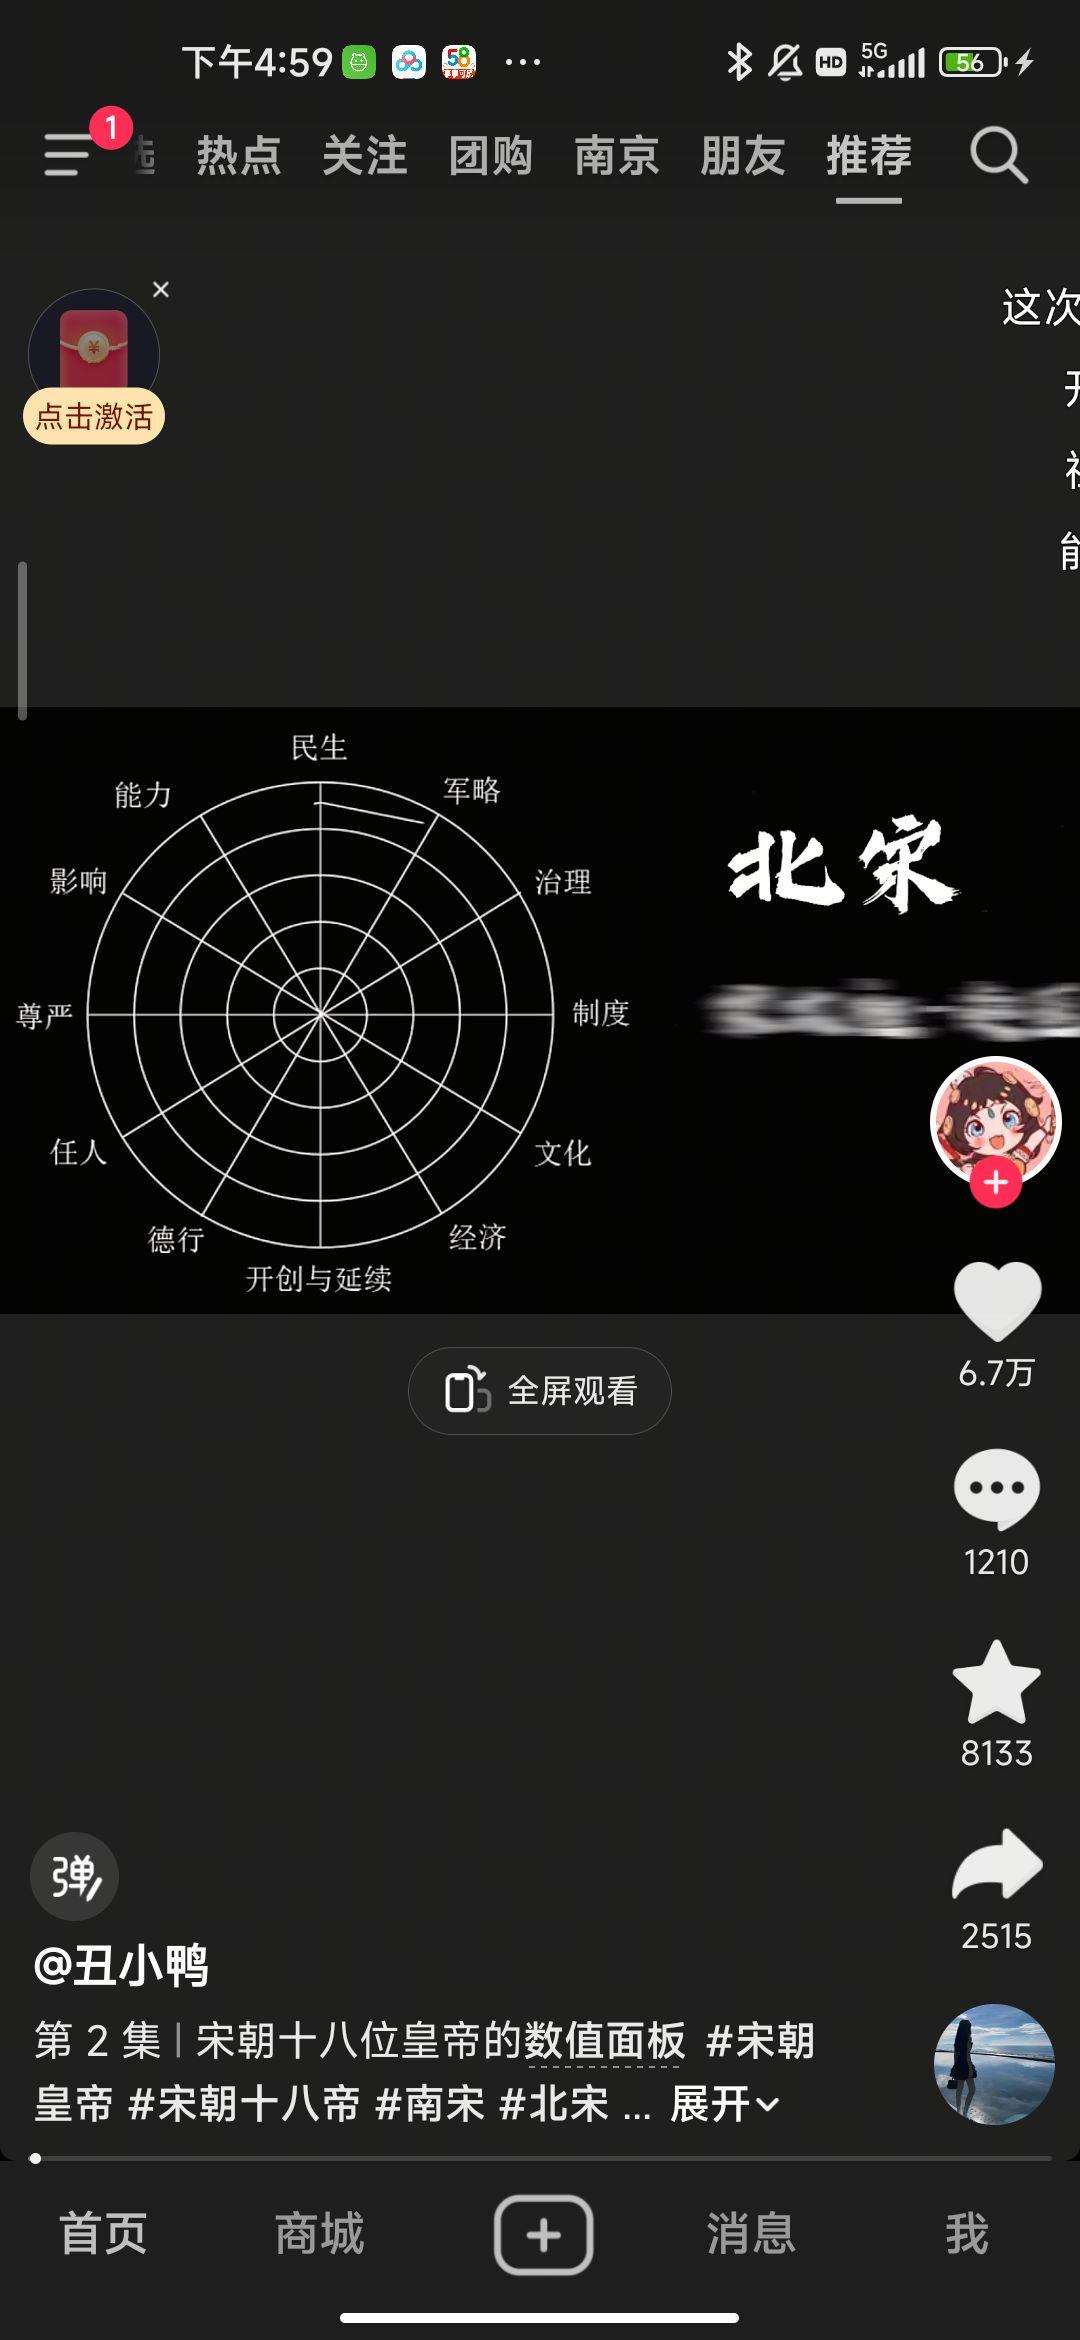 下午4:59
58
HD
5G
56
1
热点 关注 团购 南京 朋友 推荐
这次
¥
点击激活
民生
军略
能力
北宋
影响
治理
尊严
制度
任人
文化
德行
经济
开创与延续
全屏观看
6.7万
1210
8133
2515
弹
@丑小鸭
第 2 集 | 宋朝十八位皇帝的数值面板 #宋朝
皇帝 #宋朝十八帝 #南宋 #北宋 ... 展开
首页 商城 消息 我